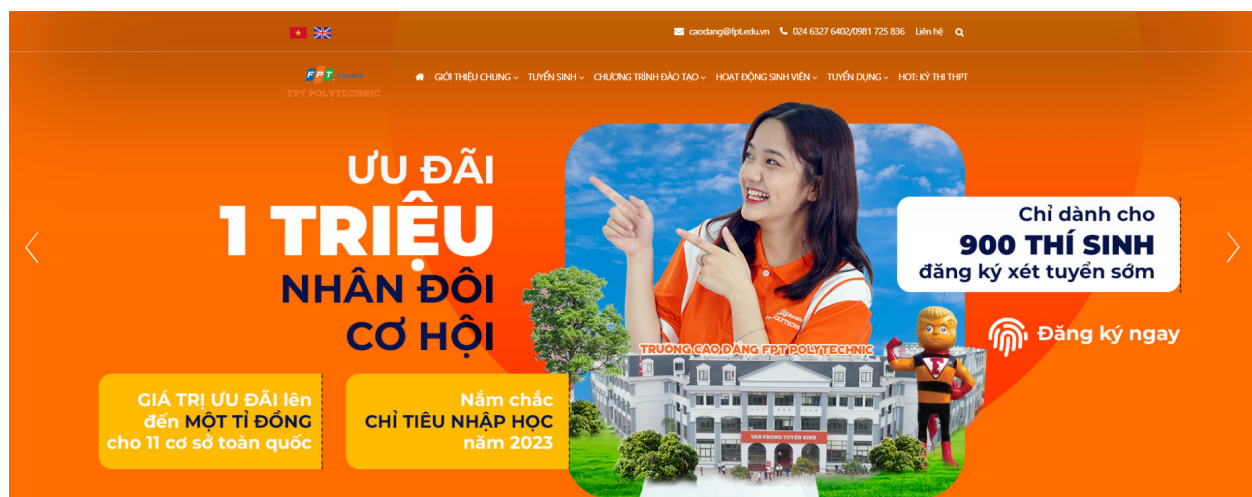 caodang@fpt.edu.vn 024 6327 6402/0981 725 836 Liên hệ
FPT Education
FPT POLYTECHNIC
GIỚI THIỆU CHUNG TUYỂN SINH CHƯƠNG TRÌNH ĐÀO TẠO HOẠT ĐỘNG SINH VIÊN TUYỂN DỤNG HOT: KỲ THI THPT
ƯU ĐÃI
1 TRIỆU
NHÂN ĐÔI
CƠ HỘI
GIÁ TRỊ ƯU ĐÃI lên
đến MỘT TỈ ĐỒNG
cho 11 cơ sở toàn quốc
Nắm chắc
CHỈ TIÊU NHẬP HỌC
năm 2023
TRƯỜNG CAO ĐẲNG FPT POLYTECHNIC
VĂN PHÒNG TUYỂN SINH
Chỉ dành cho
900 THÍ SINH
đăng ký xét tuyển sớm
Đăng ký ngay